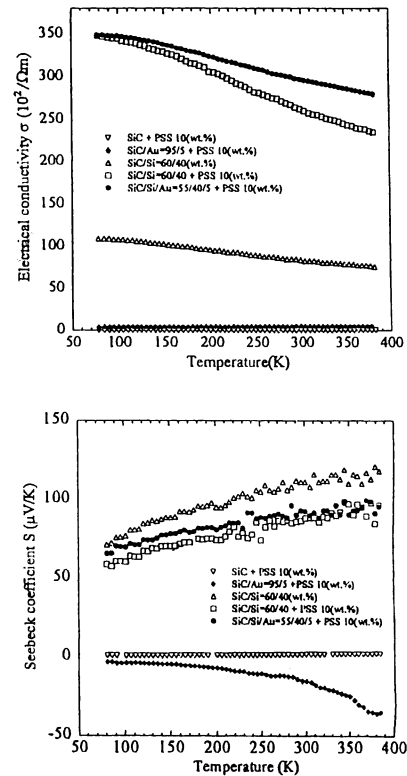 350
300
250
200
150
100
50
0
Electrical conductivity σ (10²/Ωm)
SiC + PSS 10(wt.%)
SiC/Au=95/5 + PSS 10(wt.%)
SiC/Si=60/40(wt.%)
SiC/Si=60/40 + PSS 10(wt.%)
SiC/Si/Au=55/40/5 + PSS 10(wt.%)
50 100 150 200 250 300 350 400
Temperature(K)
150
100
50
0
-50
Seebeck coefficient S (μV/K)
SiC + PSS 10(wt.%)
SiC/Au=95/5 +PSS 10(wt.%)
SiC/Si=60/40(wt.%)
SiC/Si=60/40 + PSS 10(wt.%)
SiC/Si/Au=55/40/5 + PSS 10(wt.%)
50 100 150 200 250 300 350 400
Temperature (K)